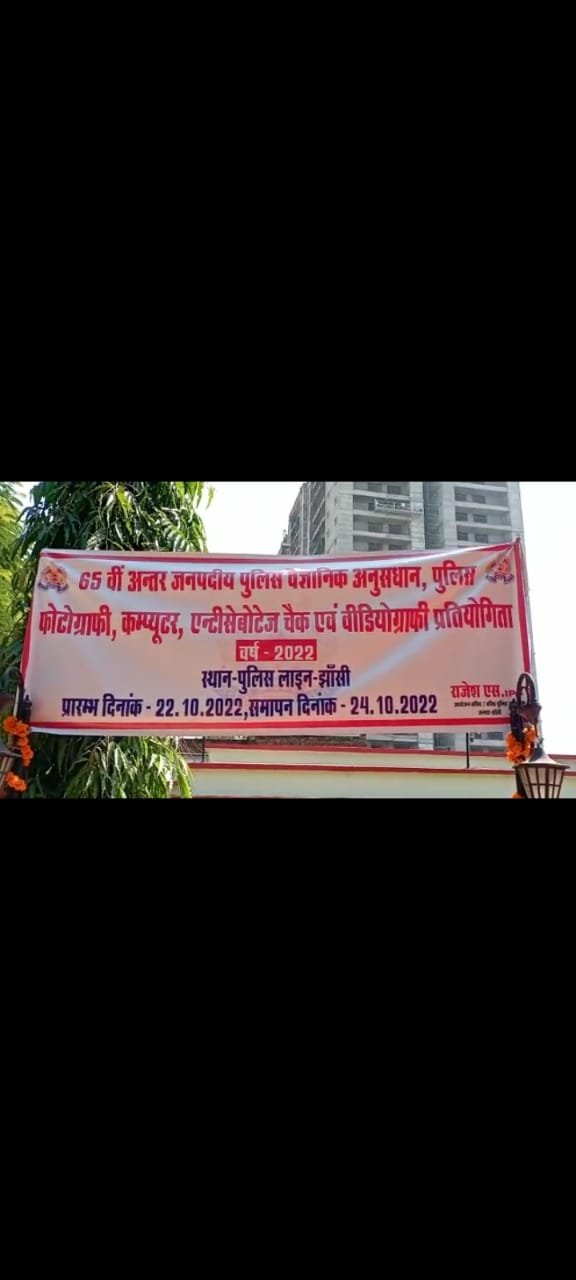 65 वीं अन्तर जनपदीय पुलिस वैज्ञानिक अनुसंधान, पुलिस
फोटोग्राफी, कम्प्यूटर, एन्टीसेबोटेज चैक एवं वीडियोग्राफी प्रतियोगिता
वर्ष - 2022
स्थान-पुलिस लाइन-झाँसी
प्रारम्भ दिनांक - 22.10.2022,समापन दिनांक - 24.10.2022
राजेश एस.